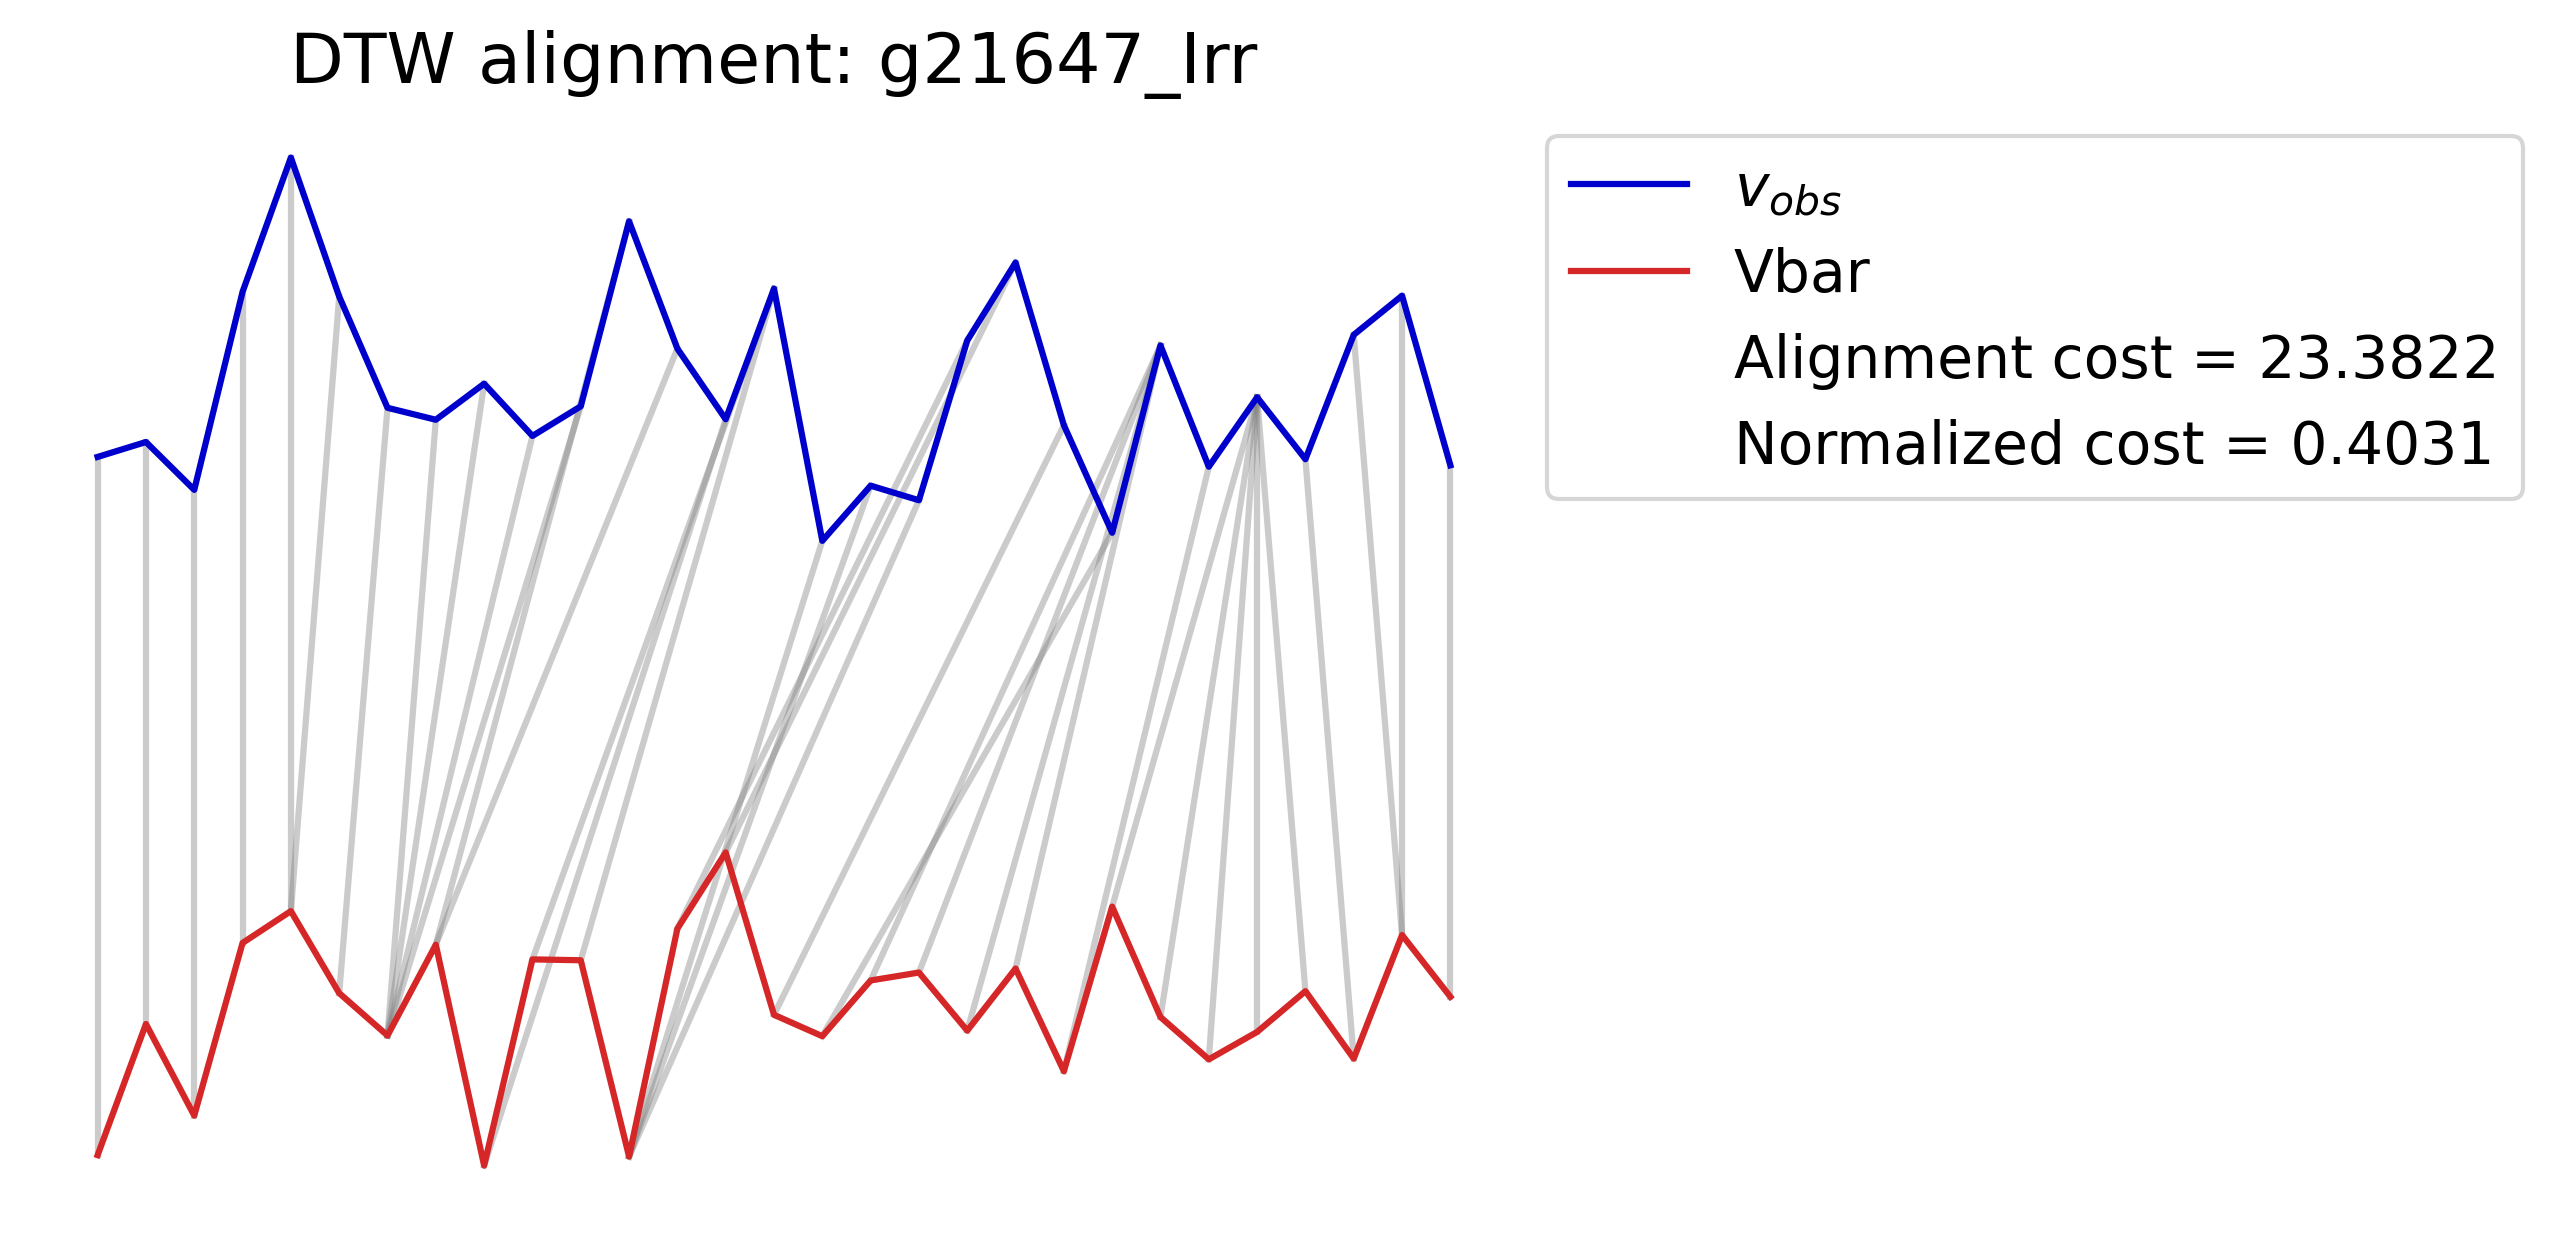 DTW alignment: g21647_Irr
v_obs
Vbar
Alignment cost = 23.3822
Normalized cost = 0.4031